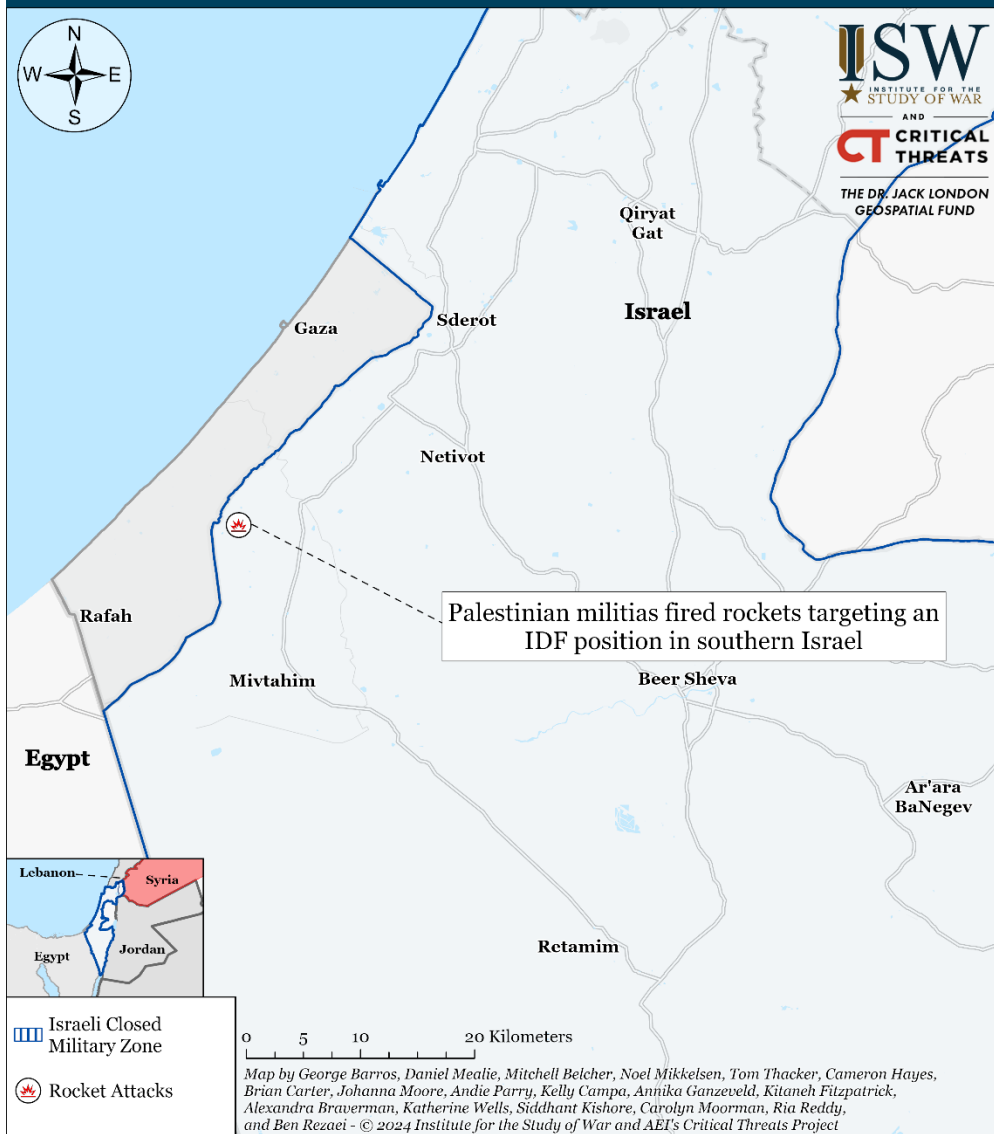 N
W
E
S
ISW
INSTITUTE FOR THE
STUDY OF WAR
AND
CT CRITICAL
THREATS
THE DR. JACK LONDON
GEOSPATIAL FUND
Qiryat
Gat
Israel
Gaza
Sderot
Netivot
Palestinian militias fired rockets targeting an
IDF position in southern Israel
Rafah
Mivtahim
Beer Sheva
Egypt
Ar'ara
BaNegev
Lebanon
Syria
Egypt
Jordan
Retamim
Israeli Closed
Military Zone
Rocket Attacks
0 5 10 20 Kilometers
Map by George Barros, Daniel Mealie, Mitchell Belcher, Noel Mikkelsen, Tom Thacker, Cameron Hayes,
Brian Carter, Johanna Moore, Andie Parry, Kelly Campa, Annika Ganzeveld, Kitaneh Fitzpatrick,
Alexandra Braverman, Katherine Wells, Siddhant Kishore, Carolyn Moorman, Ria Reddy,
and Ben Rezaei - © 2024 Institute for the Study of War and AEI's Critical Threats Project